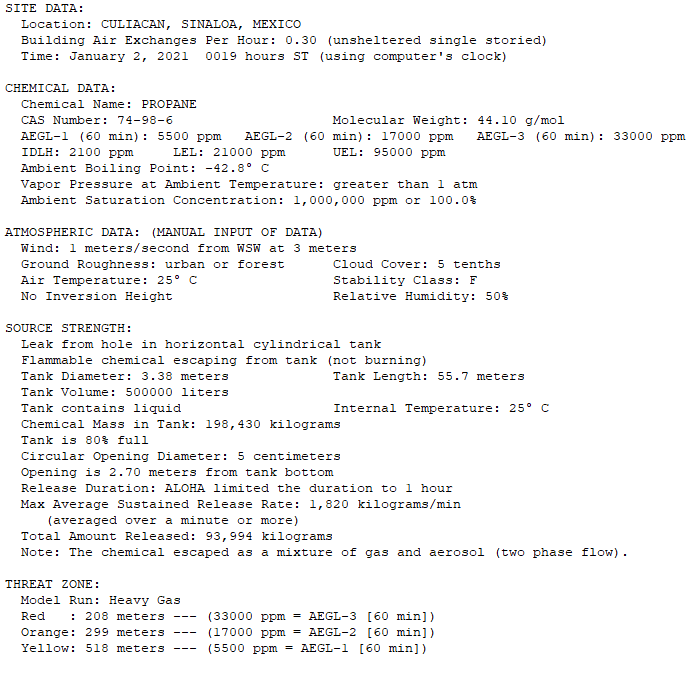 SITE DATA:
Location: CULIACAN, SINALOA, MEXICO
Building Air Exchanges Per Hour: 0.30 (unsheltered single storied)
Time: January 2, 2021  0019 hours ST (using computer's clock)
CHEMICAL DATA:
Chemical Name: PROPANE
CAS Number: 74-98-6 Molecular Weight: 44.10 g/mol
AEGL-1 (60 min): 5500 ppm   AEGL-2 (60 min): 17000 ppm   AEGL-3 (60 min): 33000 ppm
IDLH: 2100 ppm     LEL: 21000 ppm     UEL: 95000 ppm
Ambient Boiling Point: -42.8° C
Vapor Pressure at Ambient Temperature: greater than 1 atm
Ambient Saturation Concentration: 1,000,000 ppm or 100.0%
ATMOSPHERIC DATA: (MANUAL INPUT OF DATA)
Wind: 1 meters/second from WSW at 3 meters
Ground Roughness: urban or forest     Cloud Cover: 5 tenths
Air Temperature: 25° C     Stability Class: F
No Inversion Height     Relative Humidity: 50%
SOURCE STRENGTH:
Leak from hole in horizontal cylindrical tank
Flammable chemical escaping from tank (not burning)
Tank Diameter: 3.38 meters     Tank Length: 55.7 meters
Tank Volume: 500000 liters
Tank contains liquid     Internal Temperature: 25° C
Chemical Mass in Tank: 198,430 kilograms
Tank is 80% full
Circular Opening Diameter: 5 centimeters
Opening is 2.70 meters from tank bottom
Release Duration: ALOHA limited the duration to 1 hour
Max Average Sustained Release Rate: 1,820 kilograms/min
(averaged over a minute or more)
Total Amount Released: 93,994 kilograms
Note: The chemical escaped as a mixture of gas and aerosol (two phase flow).
THREAT ZONE:
Model Run: Heavy Gas
Red   : 208 meters --- (33000 ppm = AEGL-3 [60 min])
Orange: 299 meters --- (17000 ppm = AEGL-2 [60 min])
Yellow: 518 meters --- (5500 ppm = AEGL-1 [60 min])